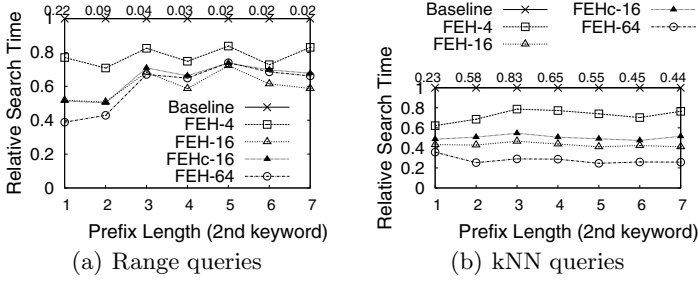 0.22 0.09 0.04 0.03 0.02 0.02 0.02
1
0.8
0.6
0.4
0.2
0
Relative Search Time
Baseline
FEH-4
FEH-16
FEHc-16
FEH-64
1 2 3 4 5 6 7
Prefix Length (2nd keyword)
(a) Range queries
Baseline
FEH-4
FEH-16
FEHc-16
FEH-64
0.23 0.58 0.83 0.65 0.55 0.45 0.44
1
0.8
0.6
0.4
0.2
0
Relative Search Time
1 2 3 4 5 6 7
Prefix Length (2nd keyword)
(b) kNN queries